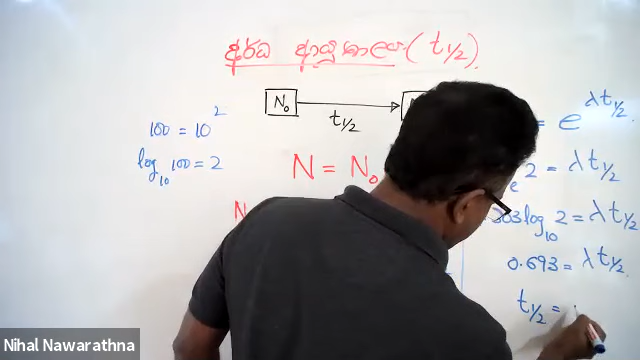 අර්ධ ආයු කාලය (t1/2)
N₀
t1/2
100 = 10²
log₁₀ 100 = 2
N = N₀
N
= e^λt1/2
e 2 = λt1/2
303 log₁₀ 2 = λt1/2
0.693 = λt1/2
t1/2 =
Nihal Nawarathna